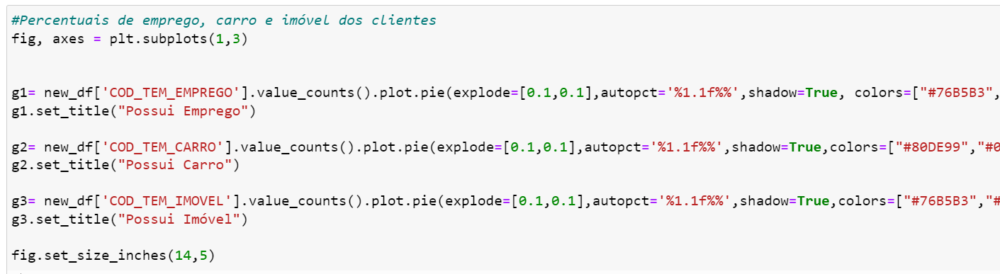 #Percentuais de emprego, carro e imóvel dos clientes
fig, axes = plt.subplots(1,3)
g1= new_df['COD_TEM_EMPREGO'].value_counts().plot.pie(explode=[0.1,0.1],autopct='%1.1f%%',shadow=True, colors=["#76B5B3",
g1.set_title("Possui Emprego")
g2= new_df['COD_TEM_CARRO'].value_counts().plot.pie(explode=[0.1,0.1],autopct='%1.1f%%',shadow=True,colors=["#80DE99","#0
g2.set_title("Possui Carro")
g3= new_df['COD_TEM_IMOVEL'].value_counts().plot.pie(explode=[0.1,0.1],autopct='%1.1f%%',shadow=True,colors=["#76B5B3","#
g3.set_title("Possui Imóvel")
fig.set_size_inches(14,5)